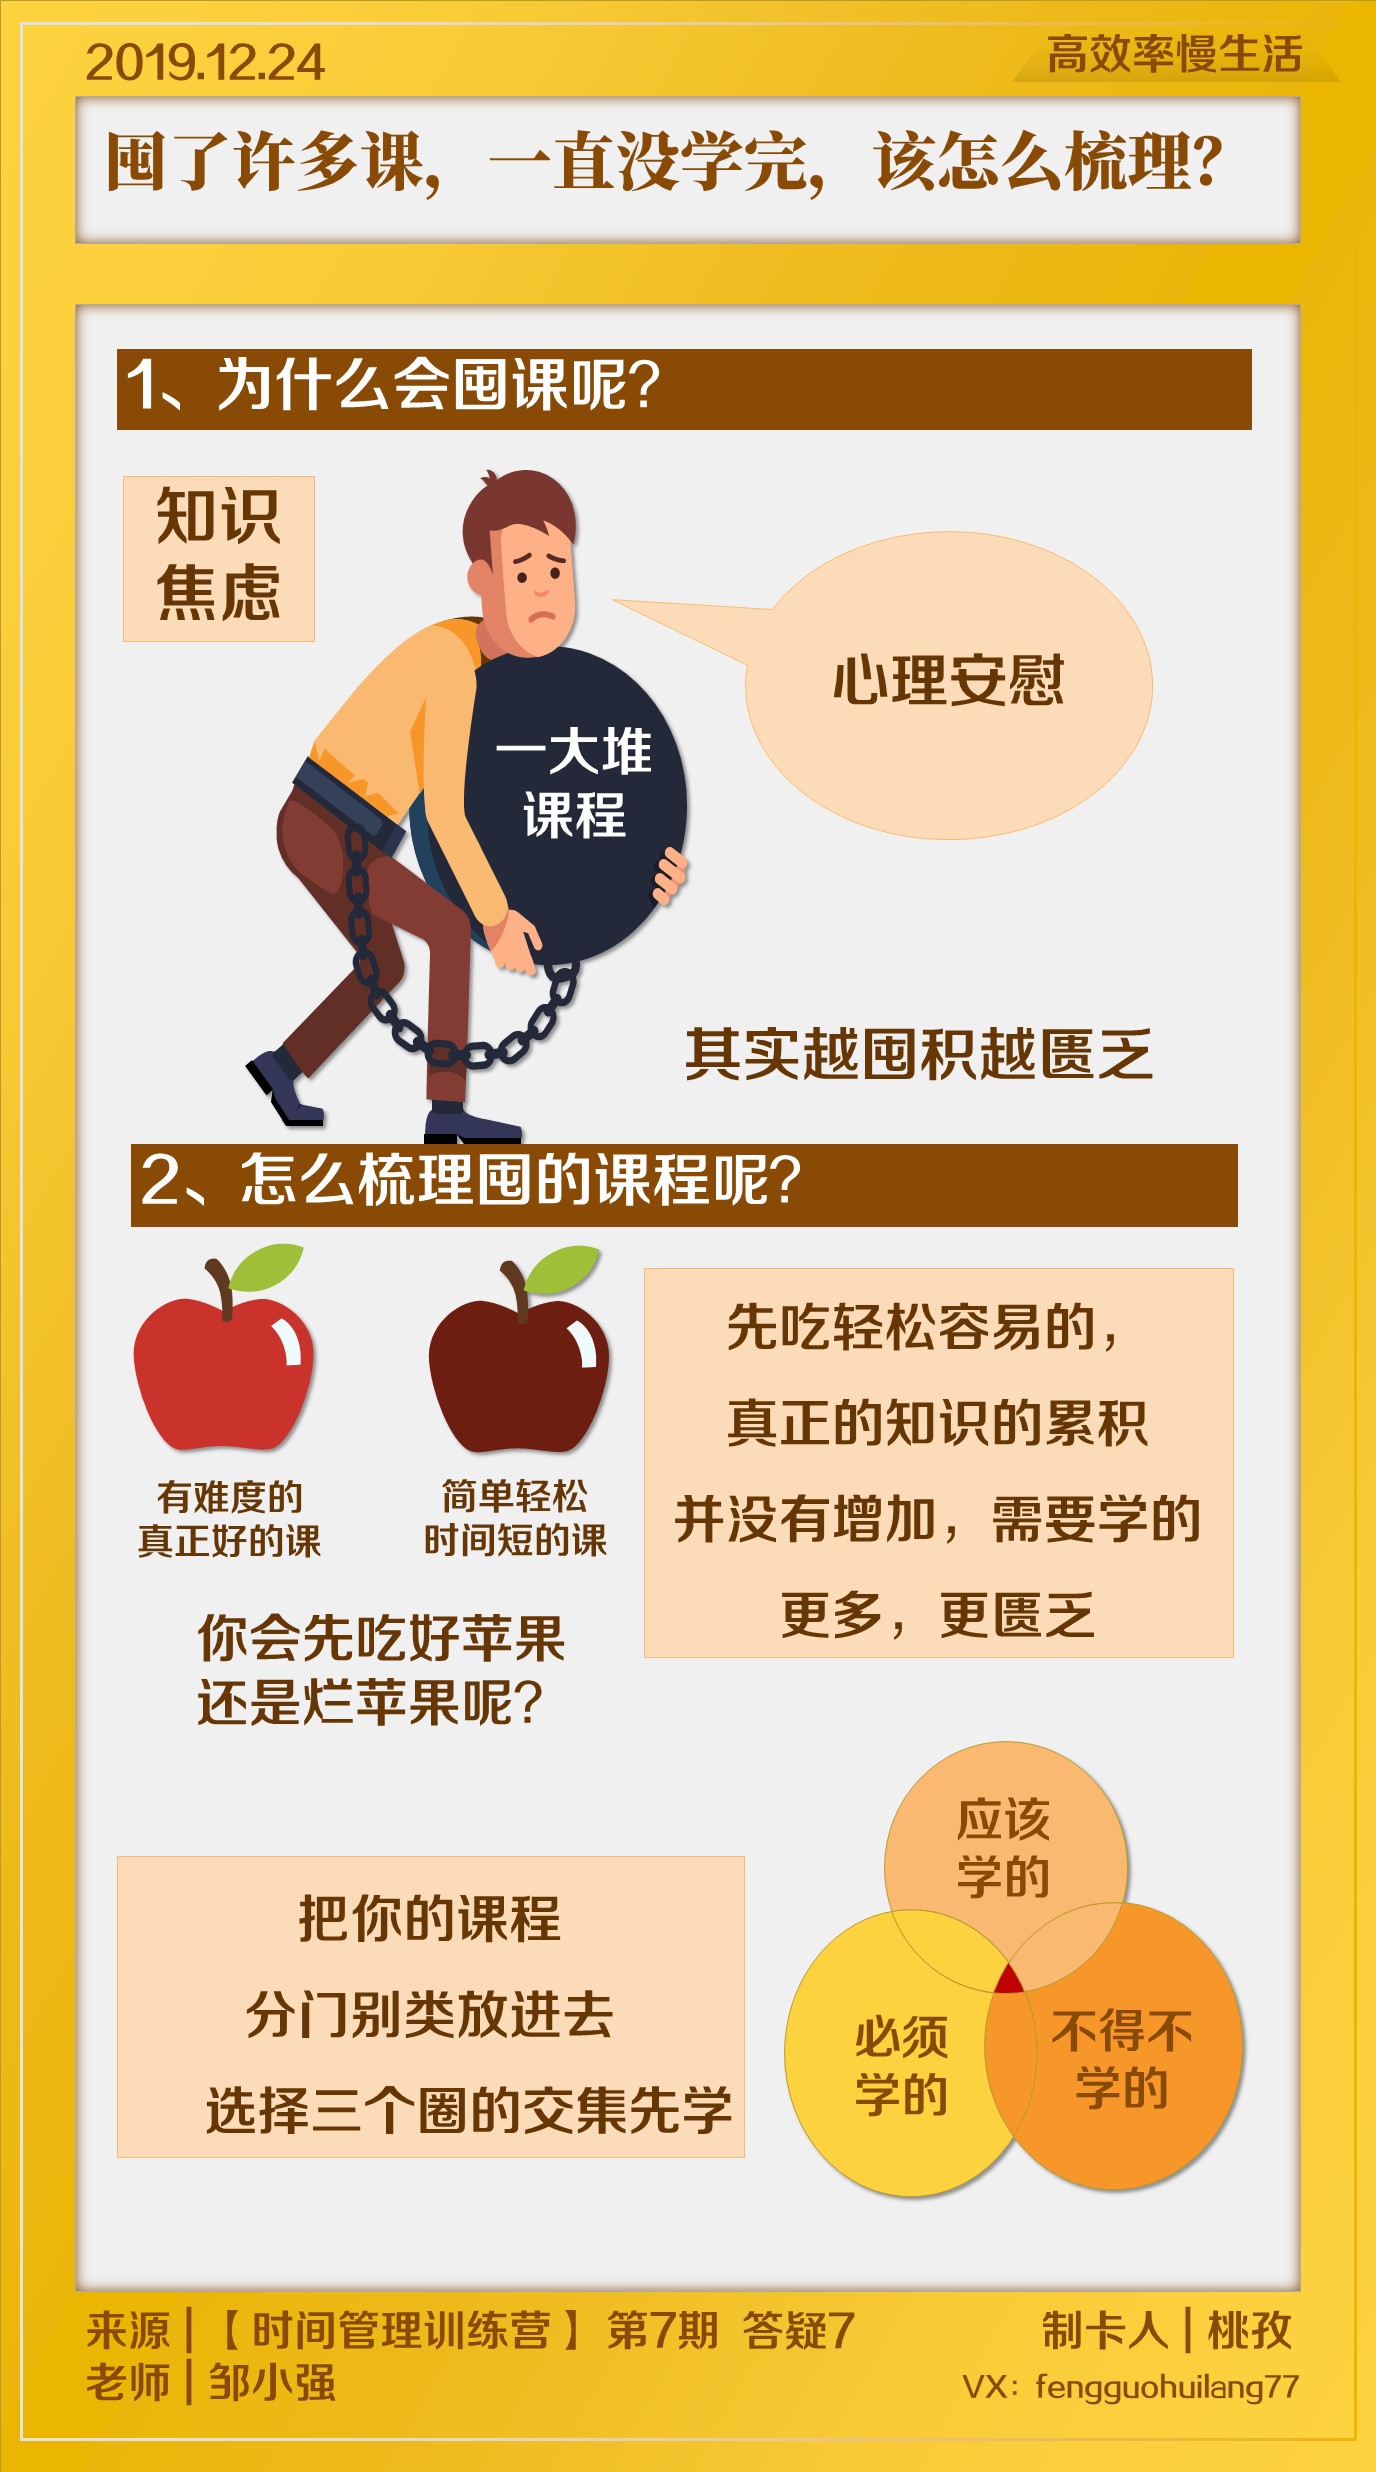 2019.12.24
高效率慢生活
囤了许多课，一直没学完，该怎么梳理？
1、为什么会囤课呢？
知识
焦虑
心理安慰
一大堆
课程
其实越囤积越匮乏
2、怎么梳理囤的课程呢？
有难度的
真正好的课
简单轻松
时间短的课
先吃轻松容易的，
真正的知识的累积
并没有增加，需要学的
更多，更匮乏
你会先吃好苹果
还是烂苹果呢？
应该
学的
把你的课程
分门别类放进去
选择三个圈的交集先学
必须
学的
不得不
学的
来源｜【时间管理训练营】第7期 答疑7
老师｜邹小强
制卡人｜桃孜
VX：fengguohuilang77